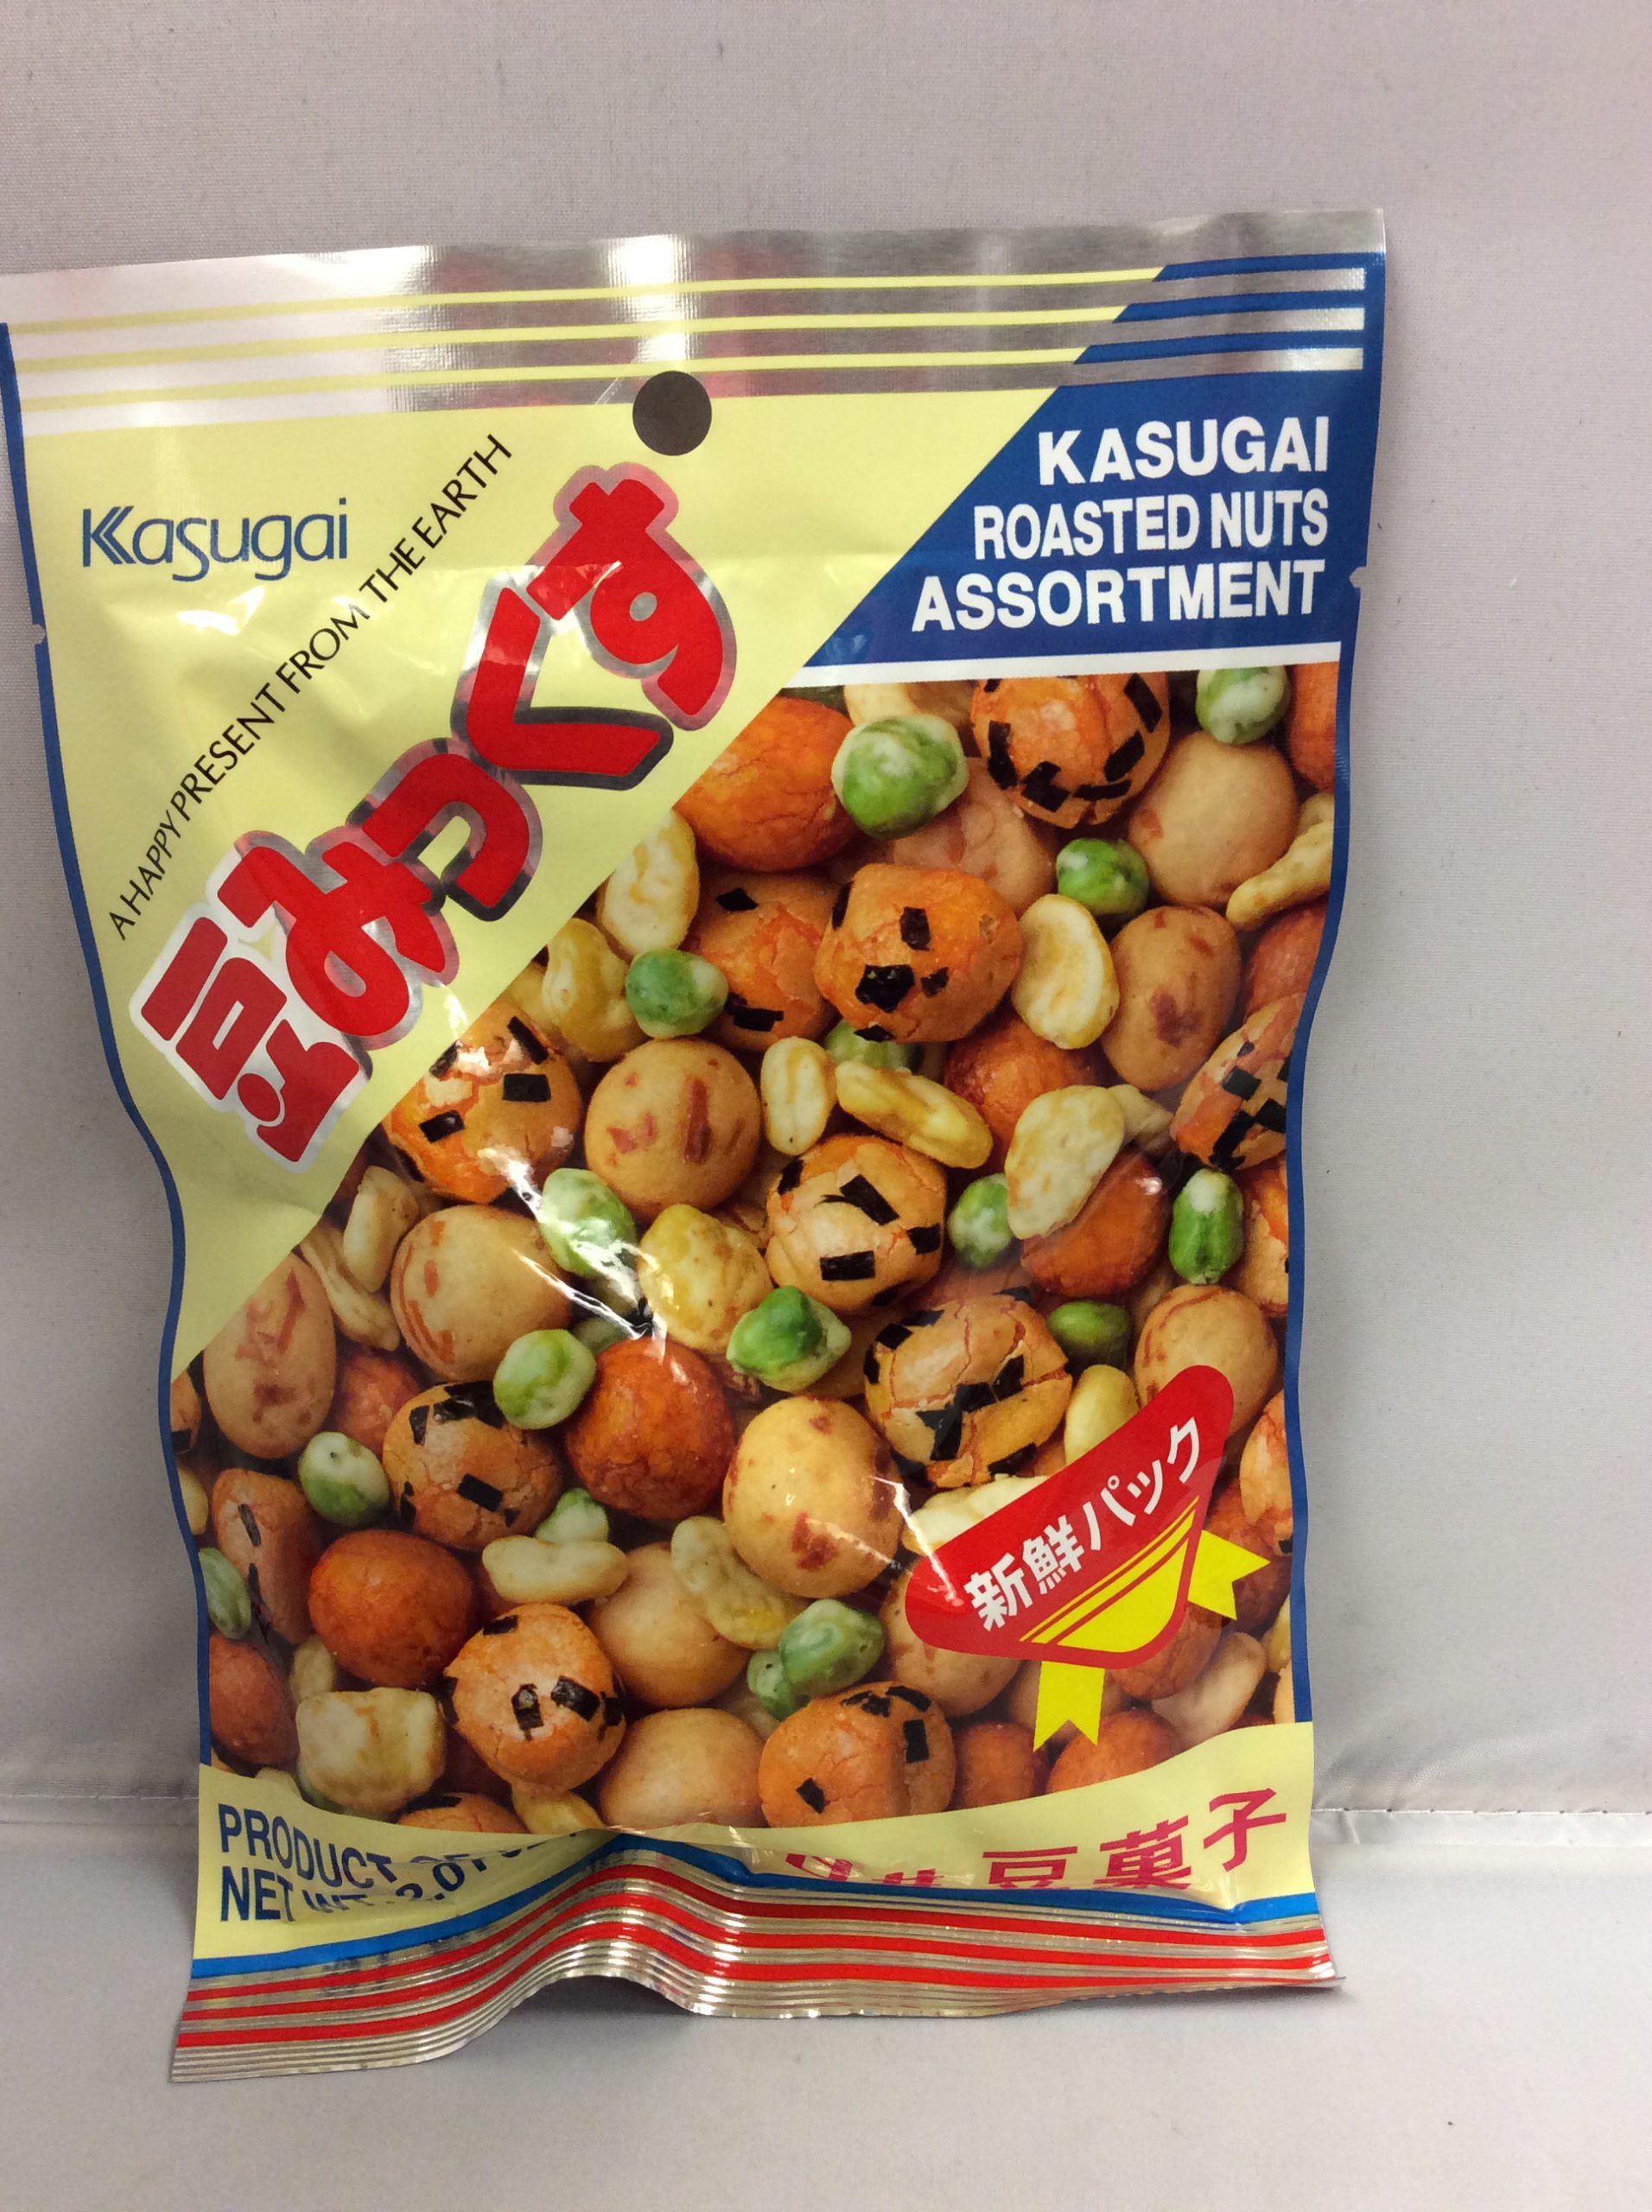 Kasugai
A HAPPY PRESENT FROM THE EARTH
豆みっくす
KASUGAI
ROASTED NUTS
ASSORTMENT
新鮮パック
PRODUCT
NET WT.
豆菓子